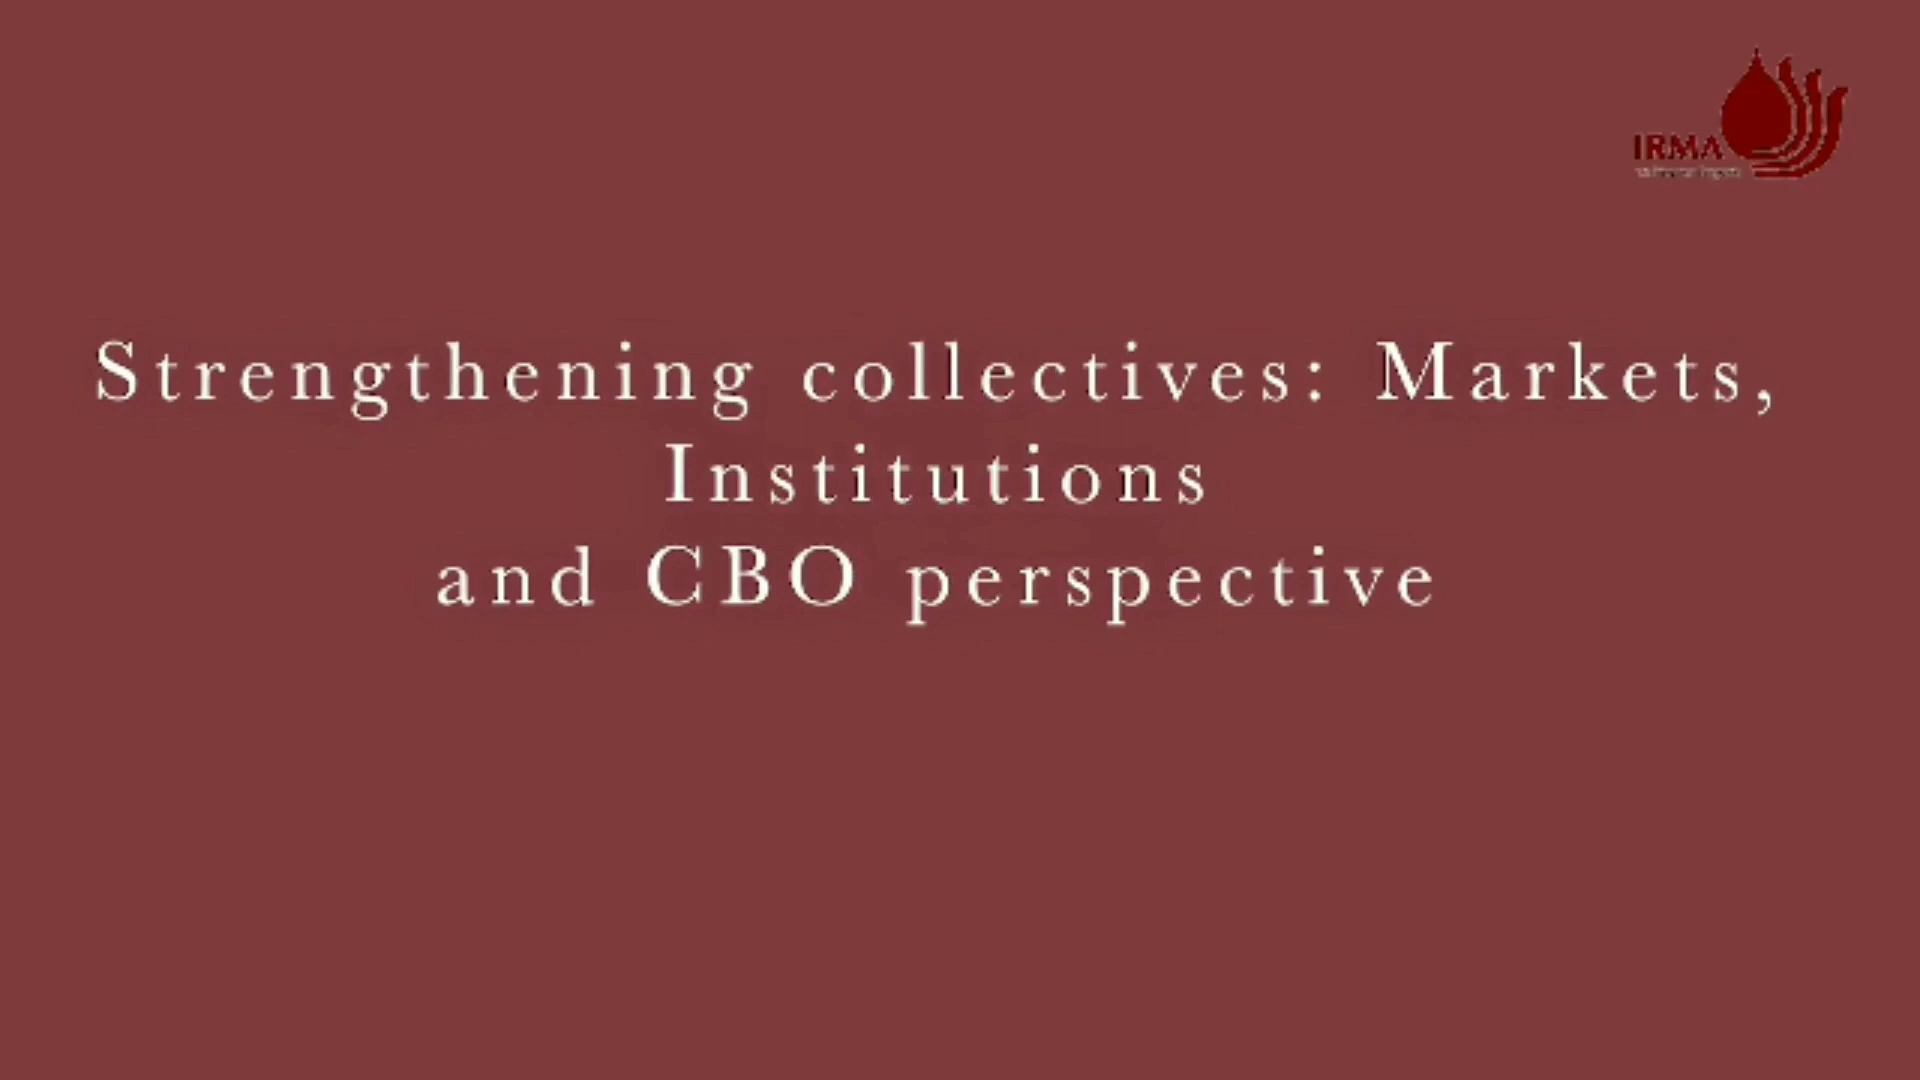 IRMA
Strengthening collectives: Markets,
Institutions
and CBO perspective